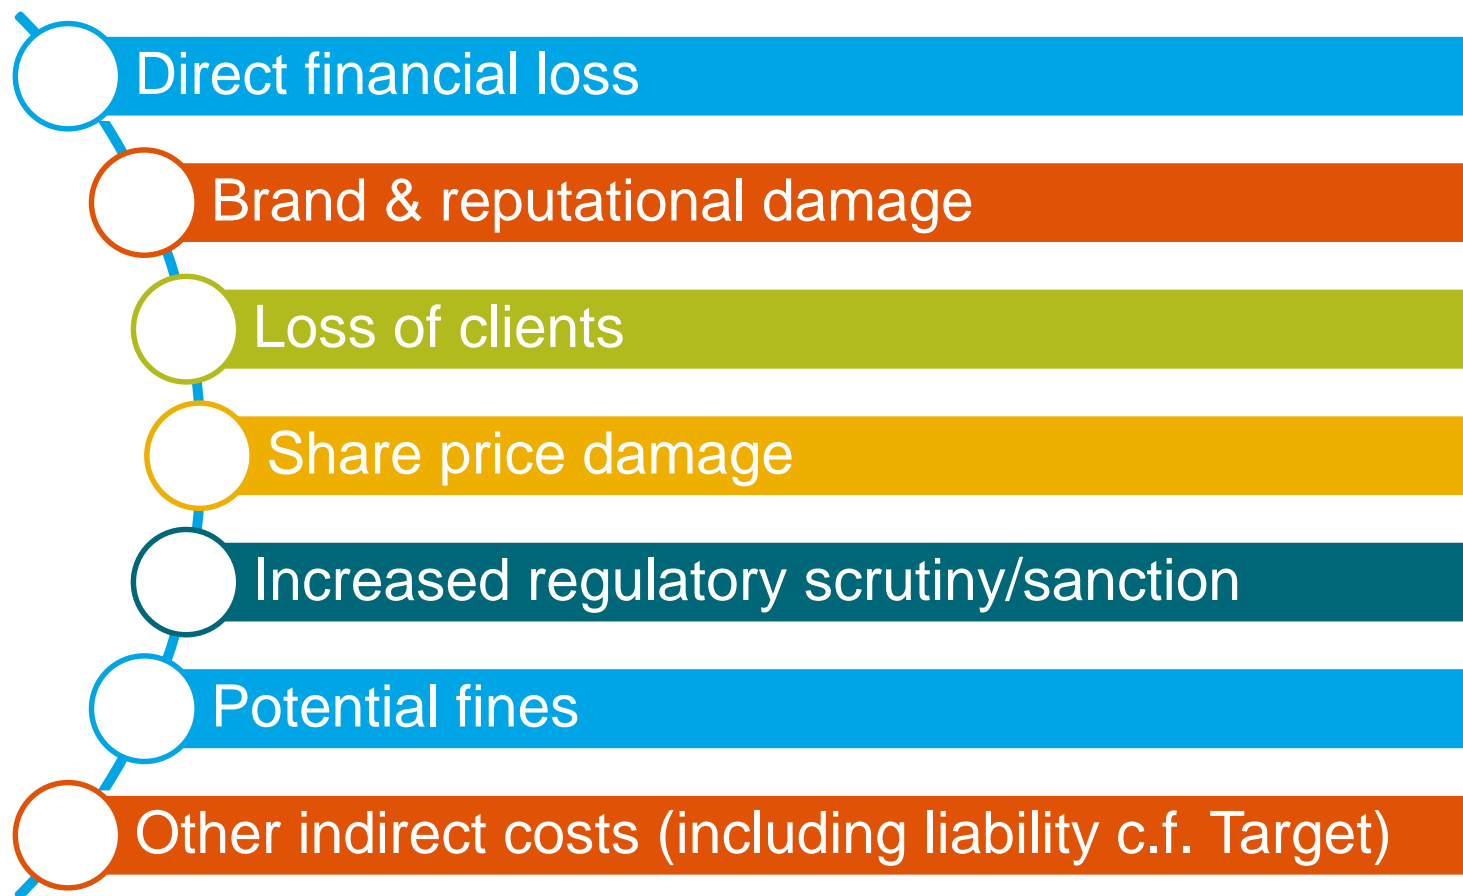 Direct financial loss
Brand & reputational damage
Loss of clients
Share price damage
Increased regulatory scrutiny/sanction
Potential fines
Other indirect costs (including liability c.f. Target)